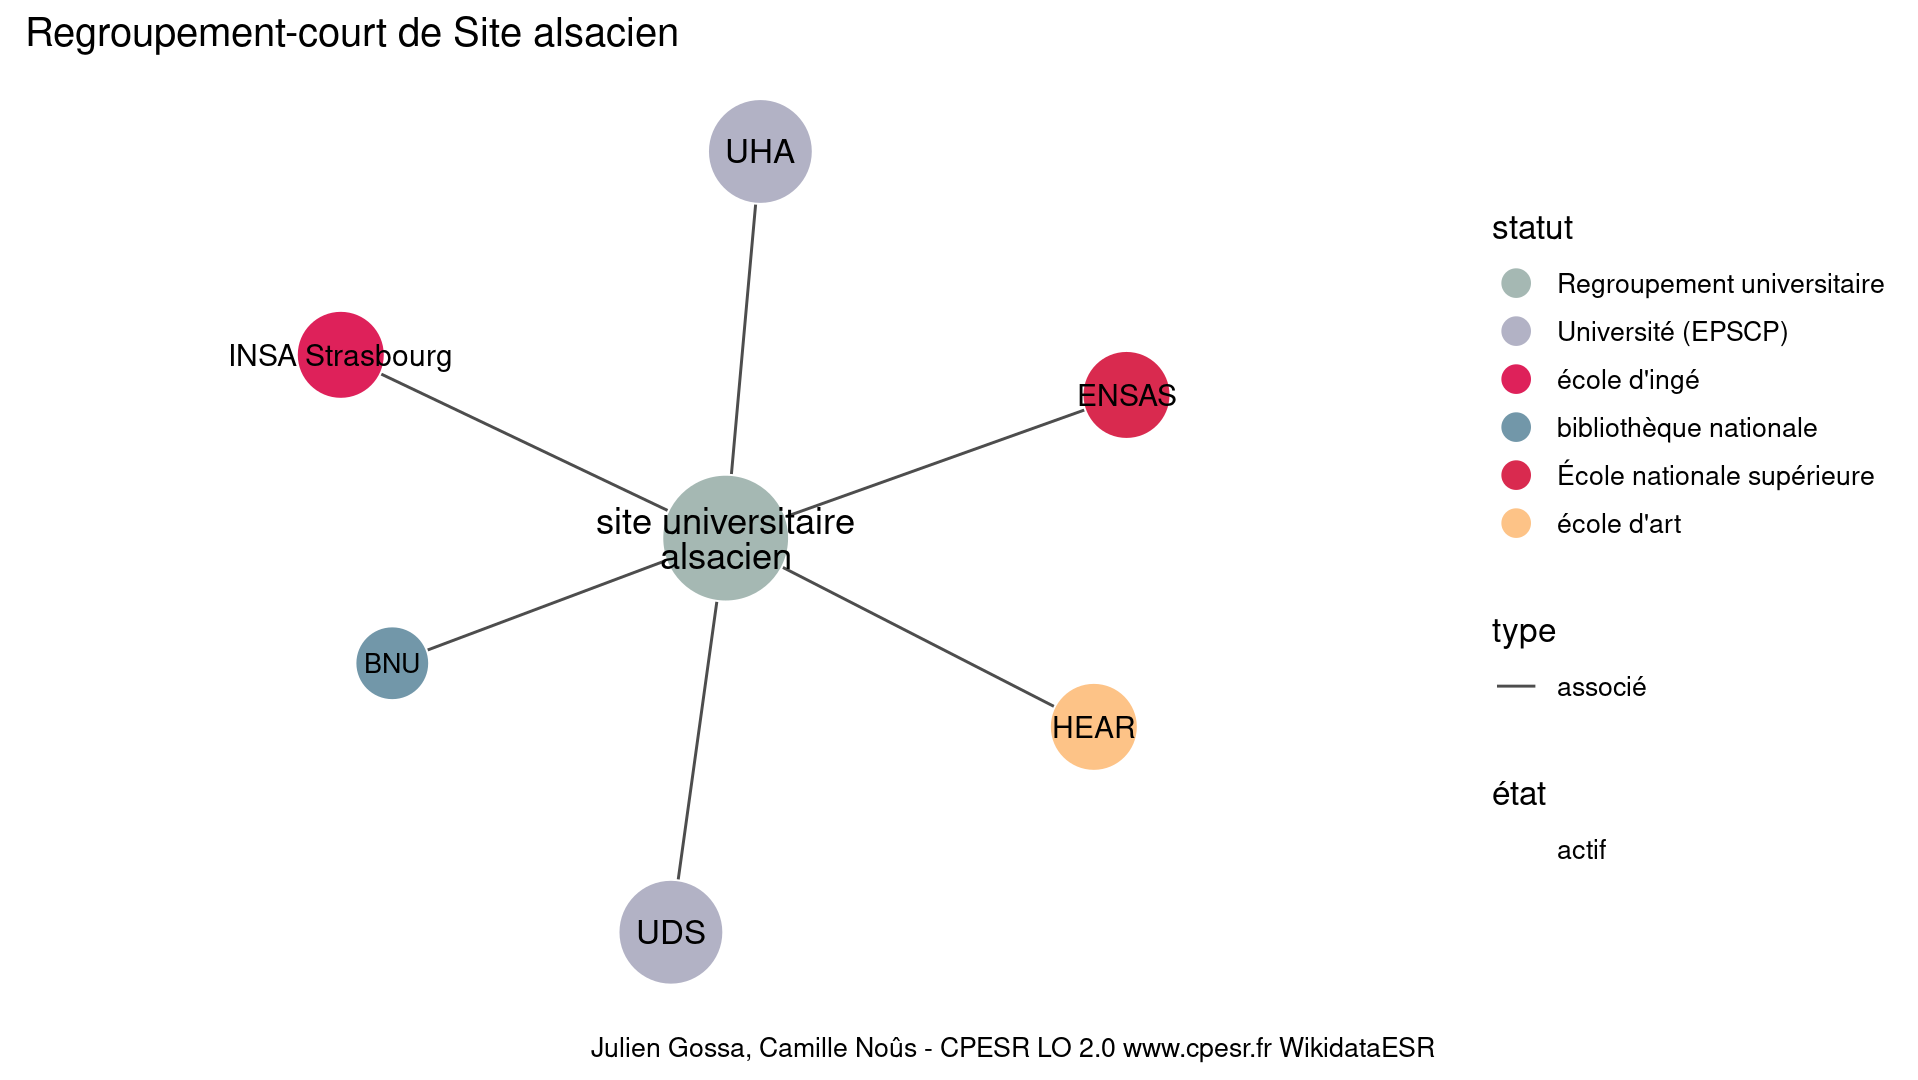 Regroupement-court de Site alsacien
UHA
INSA Strasbourg
ENSAS
site universitaire
alsacien
BNU
HEAR
UDS
statut
Regroupement universitaire
Université (EPSCP)
école d'ingé
bibliothèque nationale
École nationale supérieure
école d'art
type
associé
état
actif
Julien Gossa, Camille Noûs - CPESR LO 2.0 www.cpesr.fr WikidataESR